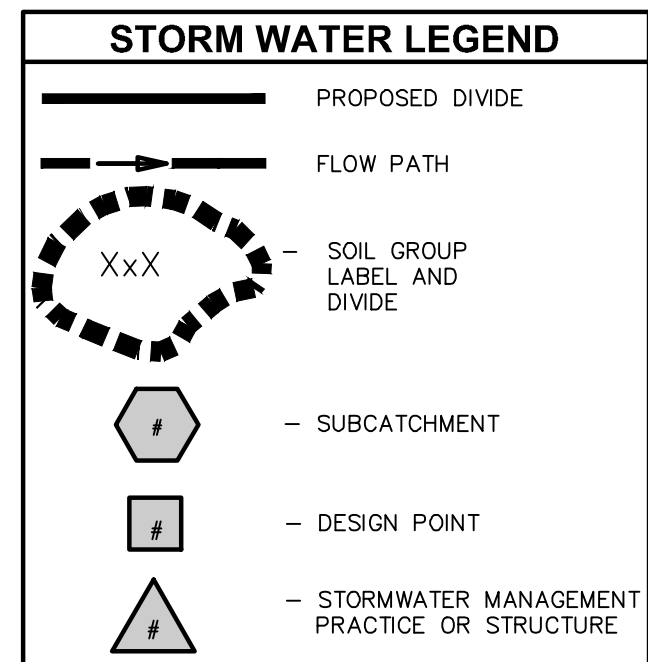 STORM WATER LEGEND
PROPOSED DIVIDE
FLOW PATH
XxX
– SOIL GROUP
LABEL AND
DIVIDE
# – SUBCATCHMENT
# – DESIGN POINT
– STORMWATER MANAGEMENT
# PRACTICE OR STRUCTURE